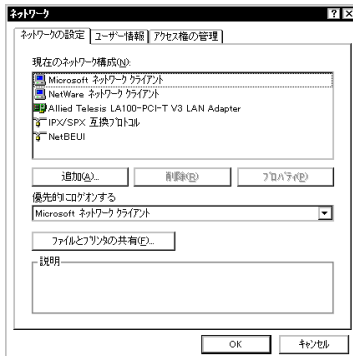 ネットワーク
ネットワークの設定 ユーザー情報 アクセス権の管理
現在のネットワーク構成(N):
Microsoft ネットワーク クライアント
NetWare ネットワーク クライアント
Allied Telesis LA100-PCI-T V3 LAN Adapter
IPX/SPX 互換プロトコル
NetBEUI
追加(A)... 削除(R) プロパティ(P)
優先的にログオンする
Microsoft ネットワーク クライアント
ファイルとプリンタの共有(F)...
説明
OK キャンセル